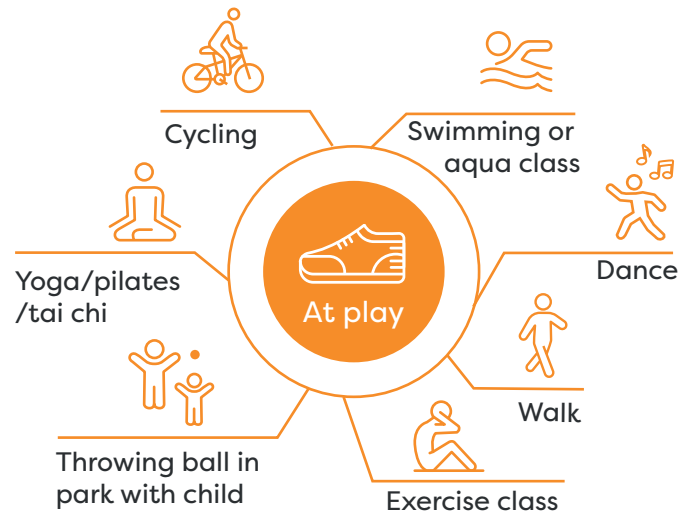 Cycling
Swimming or
aqua class
Dance
Yoga/pilates
/tai chi
At play
Walk
Throwing ball in
park with child
Exercise class